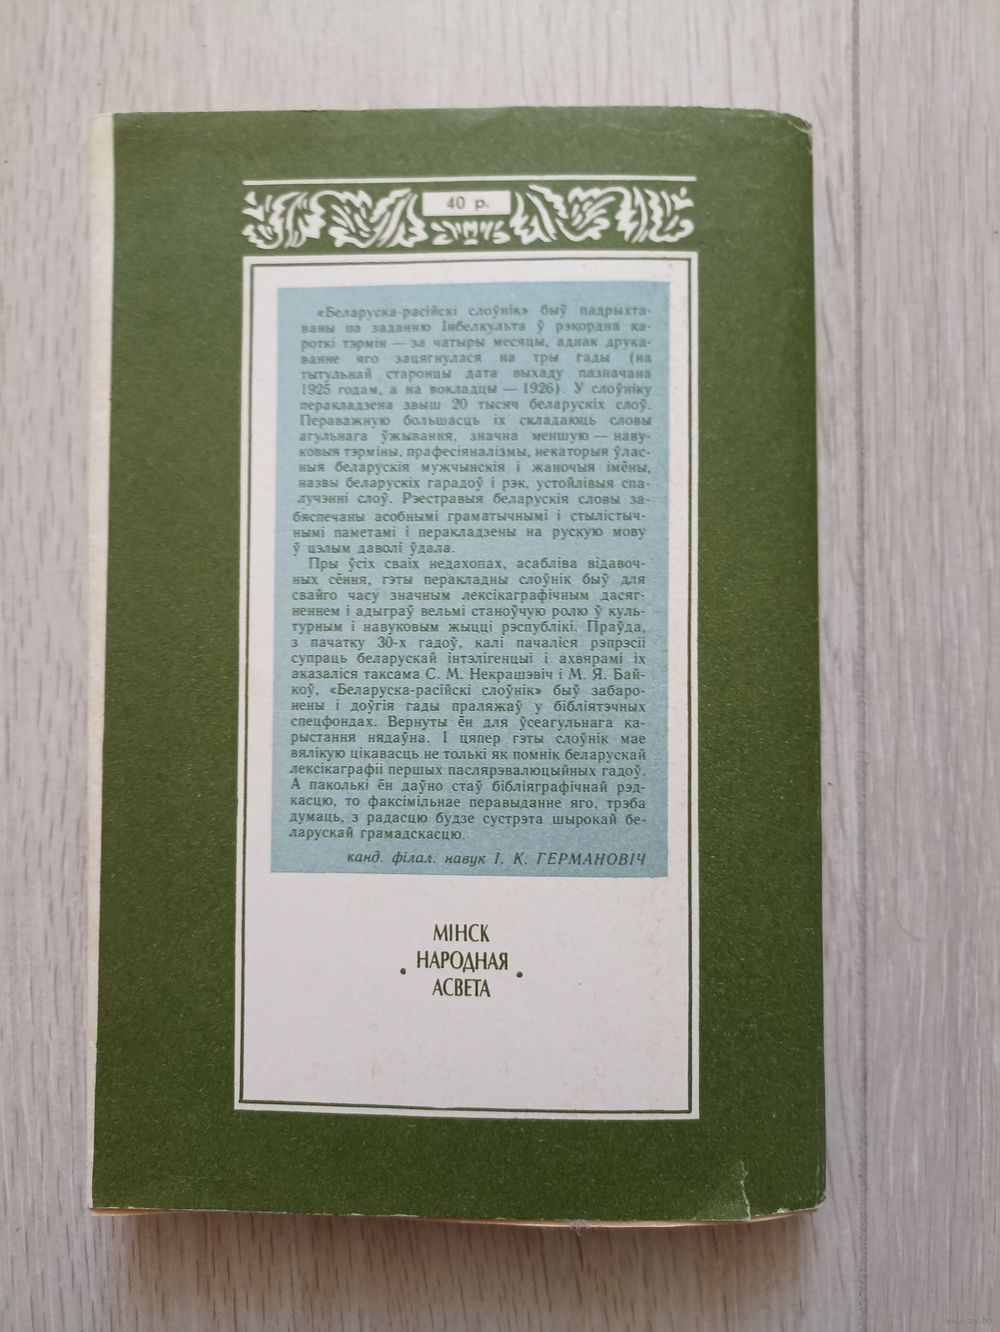 40 р.
«Беларуска-расійскі слоўнік» быў падрыхта-
ваны па заданню Інбелкульта ў рэкордна ка-
роткі тэрмін — за чатыры месяцы, аднак друка-
ванне яго зацягнулася на тры гады (на
тытульнай старонцы дата выхаду пазначана
1925 годам, а на вокладцы — 1926). У слоўніку
перакладзена звыш 20 тысяч беларускіх слоў.
Пераважную большасць іх складаюць словы
агульнага ўжывання, значна меншую — наву-
ковыя тэрміны, прафесіяналізмы, некаторыя ўлас-
ныя беларускія мужчынскія і жаночыя імёны,
назвы беларускіх гарадоў і рэк, устойлівыя спа-
лучэнні слоў. Рэестравыя беларускія словы за-
бяспечаны асобнымі граматычнымі і стылістыч-
нымі паметамі і перакладзены на рускую мову
ў цэлым даволі ўдала.
Пры ўсіх сваіх недахопах, асабліва відавоч-
ных сёння, гэты перакладны слоўнік быў для
свайго часу значным лексікаграфічным дасяг-
неннем і адыграў вельмі станоўчую ролю ў куль-
турным і навуковым жыцці рэспублікі. Праўда,
з пачатку 30-х гадоў, калі пачаліся рэпрэсіі
супраць беларускай інтэлігенцыі і ахвярамі іх
аказаліся таксама С. М. Некрашэвіч і М. Я. Бай-
коў, «Беларуска-расійскі слоўнік» быў забаро-
нены і доўгія гады праляжаў у бібліятэчных
спецфондах. Вернуты ён для ўсеагульнага ка-
рыстання нядаўна. І цяпер гэты слоўнік мае
вялікую цікавасць не толькі як помнік беларускай
лексікаграфіі першых паслярэвалюцыйных гадоў.
А паколькі ён даўно стаў бібліяграфічнай рэд-
касцю, то факсімільнае перавыданне яго, трэба
думаць, з радасцю будзе сустрэта шырокай бе-
ларускай грамадскасцю.
канд. філал. навук І. К. ГЕРМАНОВІЧ
МІНСК
· НАРОДНАЯ ·
АСВЕТА
www.ay.by